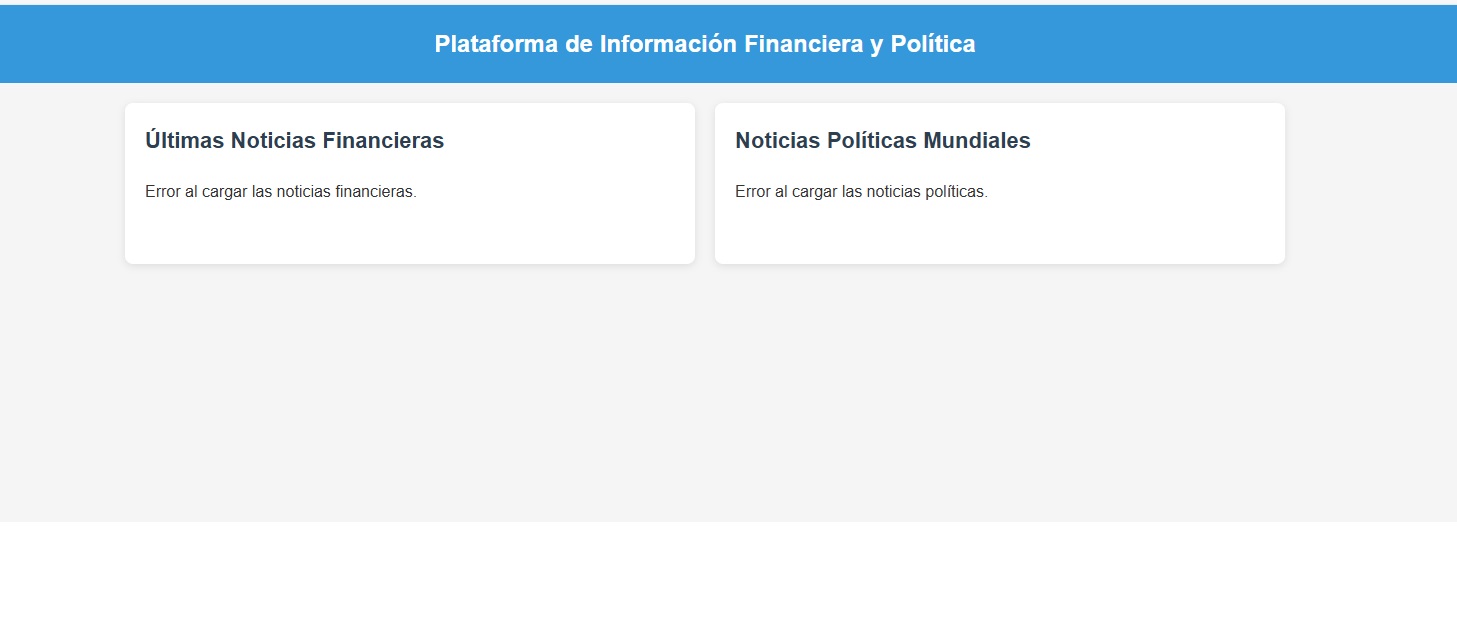 Plataforma de Información Financiera y Política
Últimas Noticias Financieras
Error al cargar las noticias financieras.
Noticias Políticas Mundiales
Error al cargar las noticias políticas.